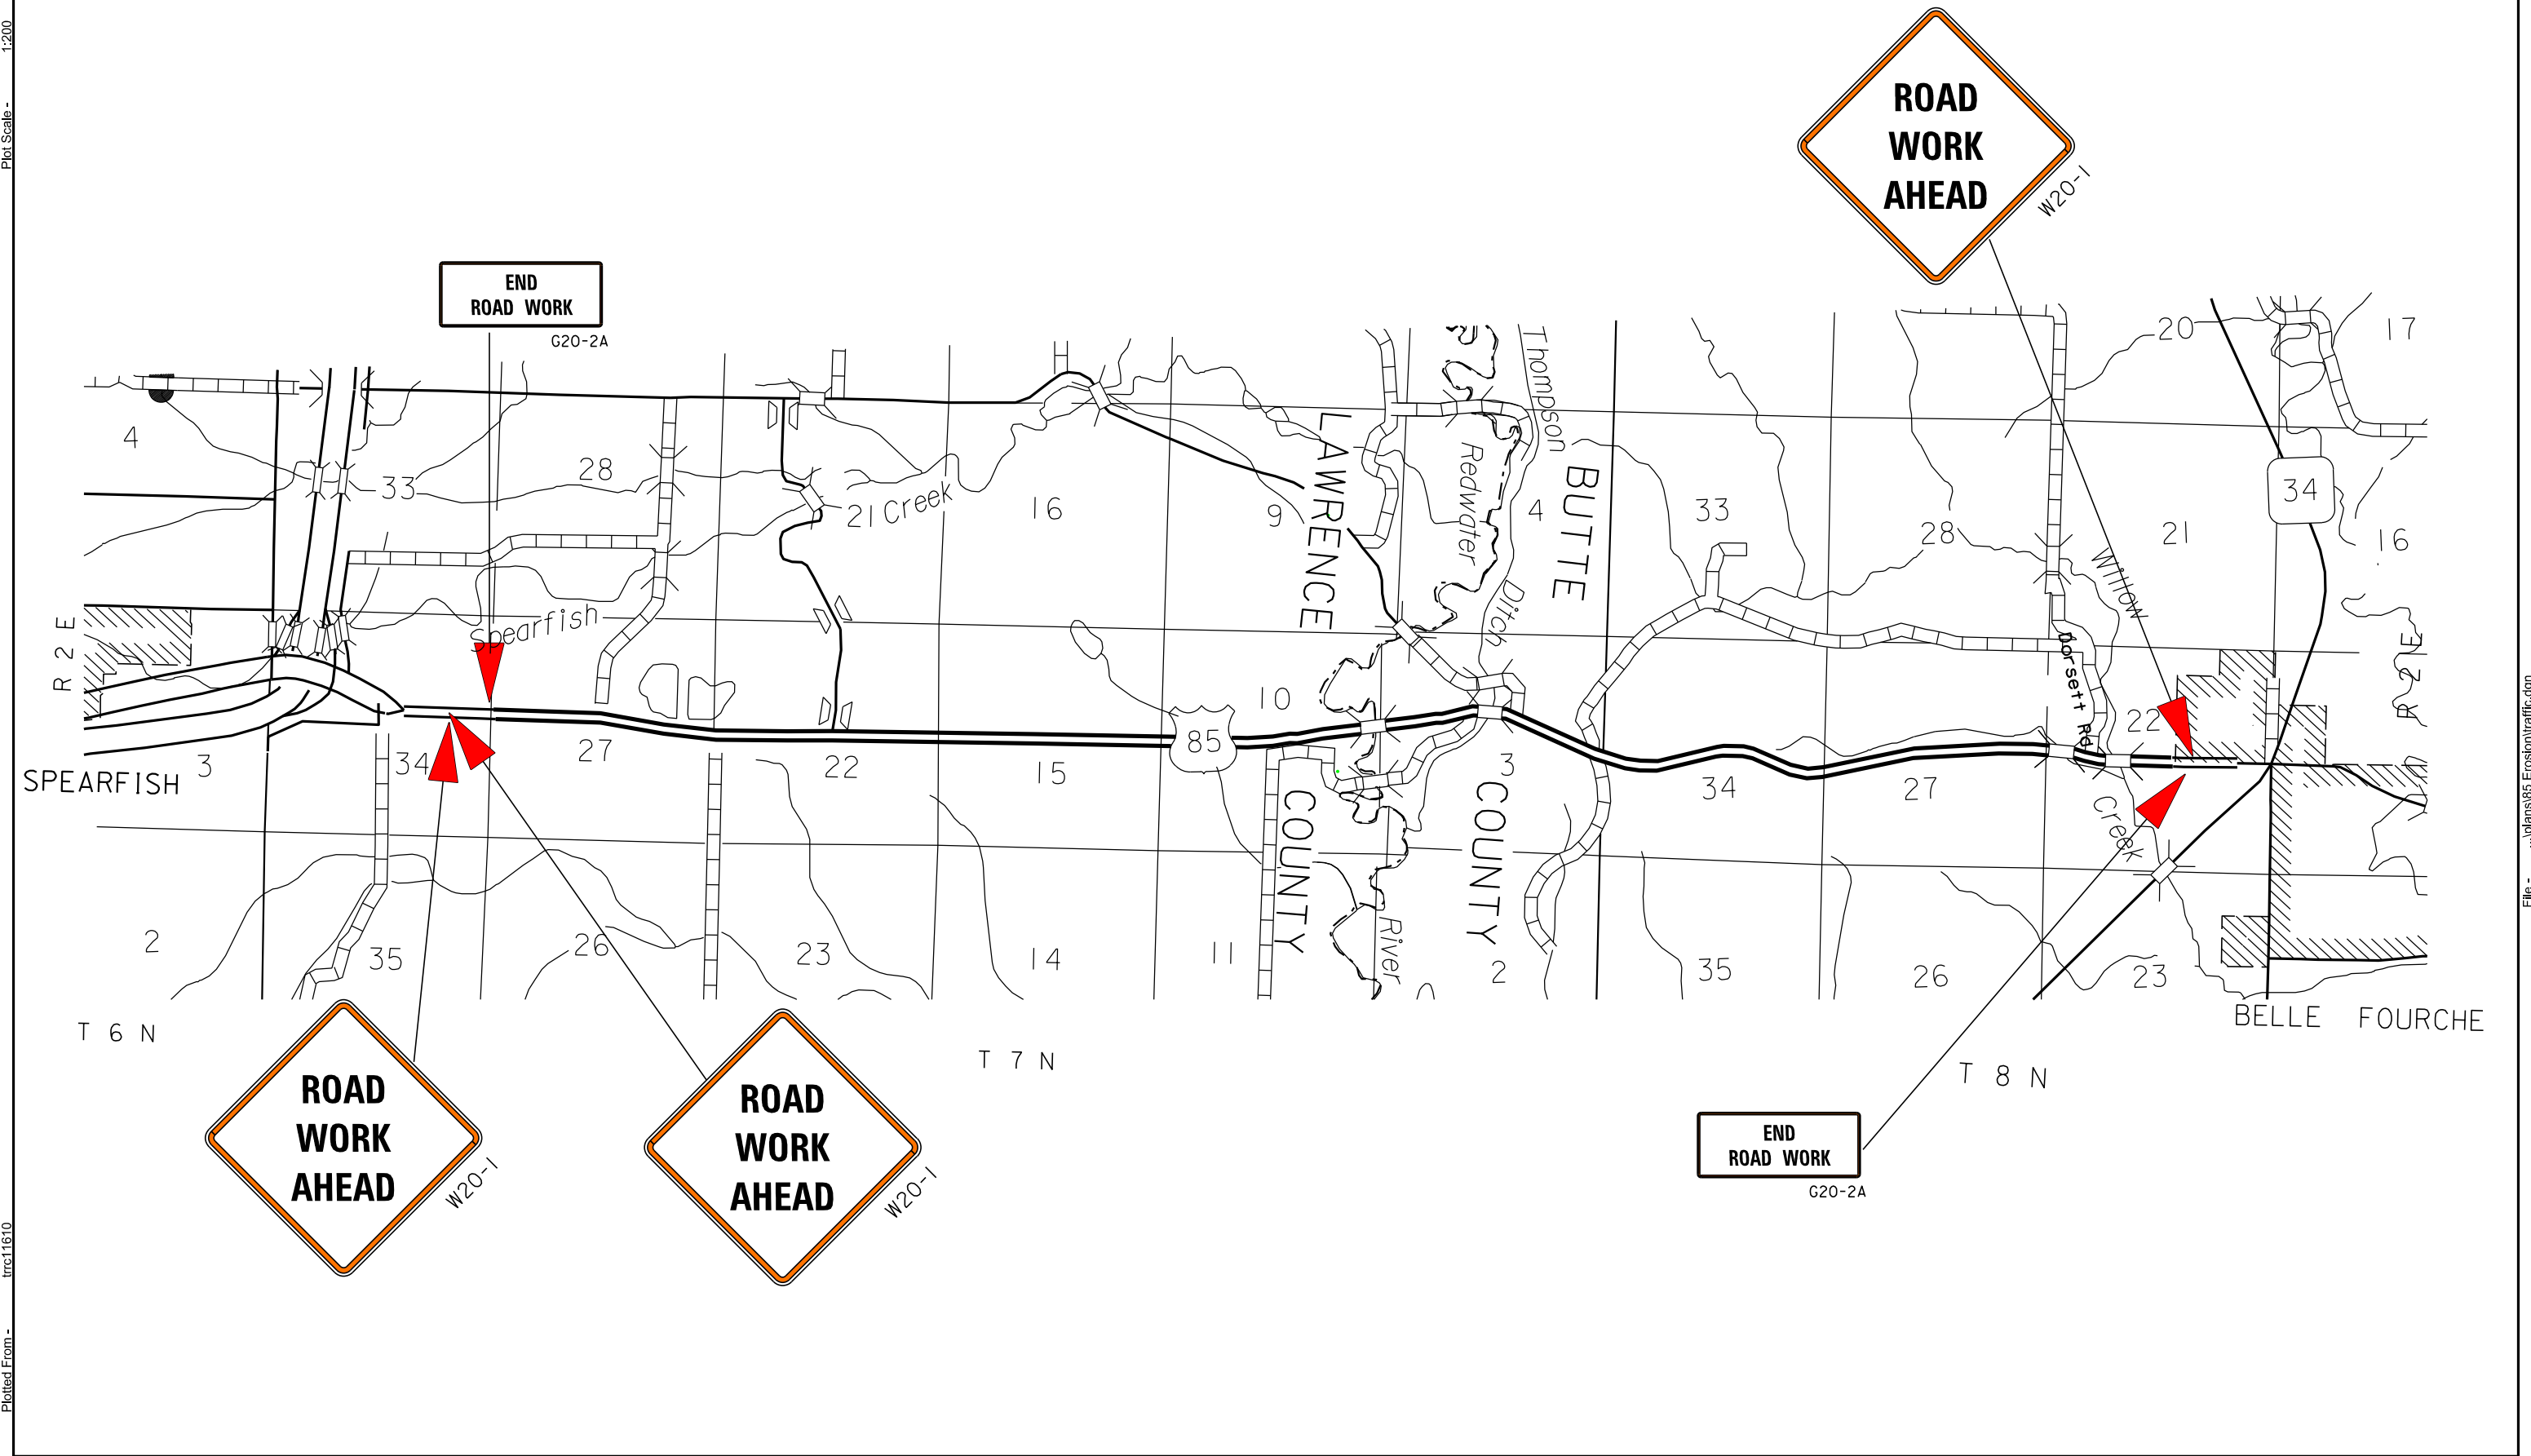 Plot Scale - 1:200
ROAD
WORK
AHEAD
W20-1
END
ROAD WORK
G20-2A
20
17
4
33
28
21
Creek
16
9
LAWRENCE
Redwater
Thompson
4
BUTTE
33
28
21
34
16
Willow
R 2 E
Spearfish
Ditch
Dorsett Rd
R 2 E
10
22
85
SPEARFISH
3
34
27
22
15
3
34
27
COUNTY
COUNTY
Creek
2
35
26
23
14
11
River
2
35
26
23
T 6 N
T 7 N
T 8 N
BELLE FOURCHE
ROAD
WORK
AHEAD
W20-1
ROAD
WORK
AHEAD
W20-1
END
ROAD WORK
G20-2A
Plotted From - trrc11610
File -